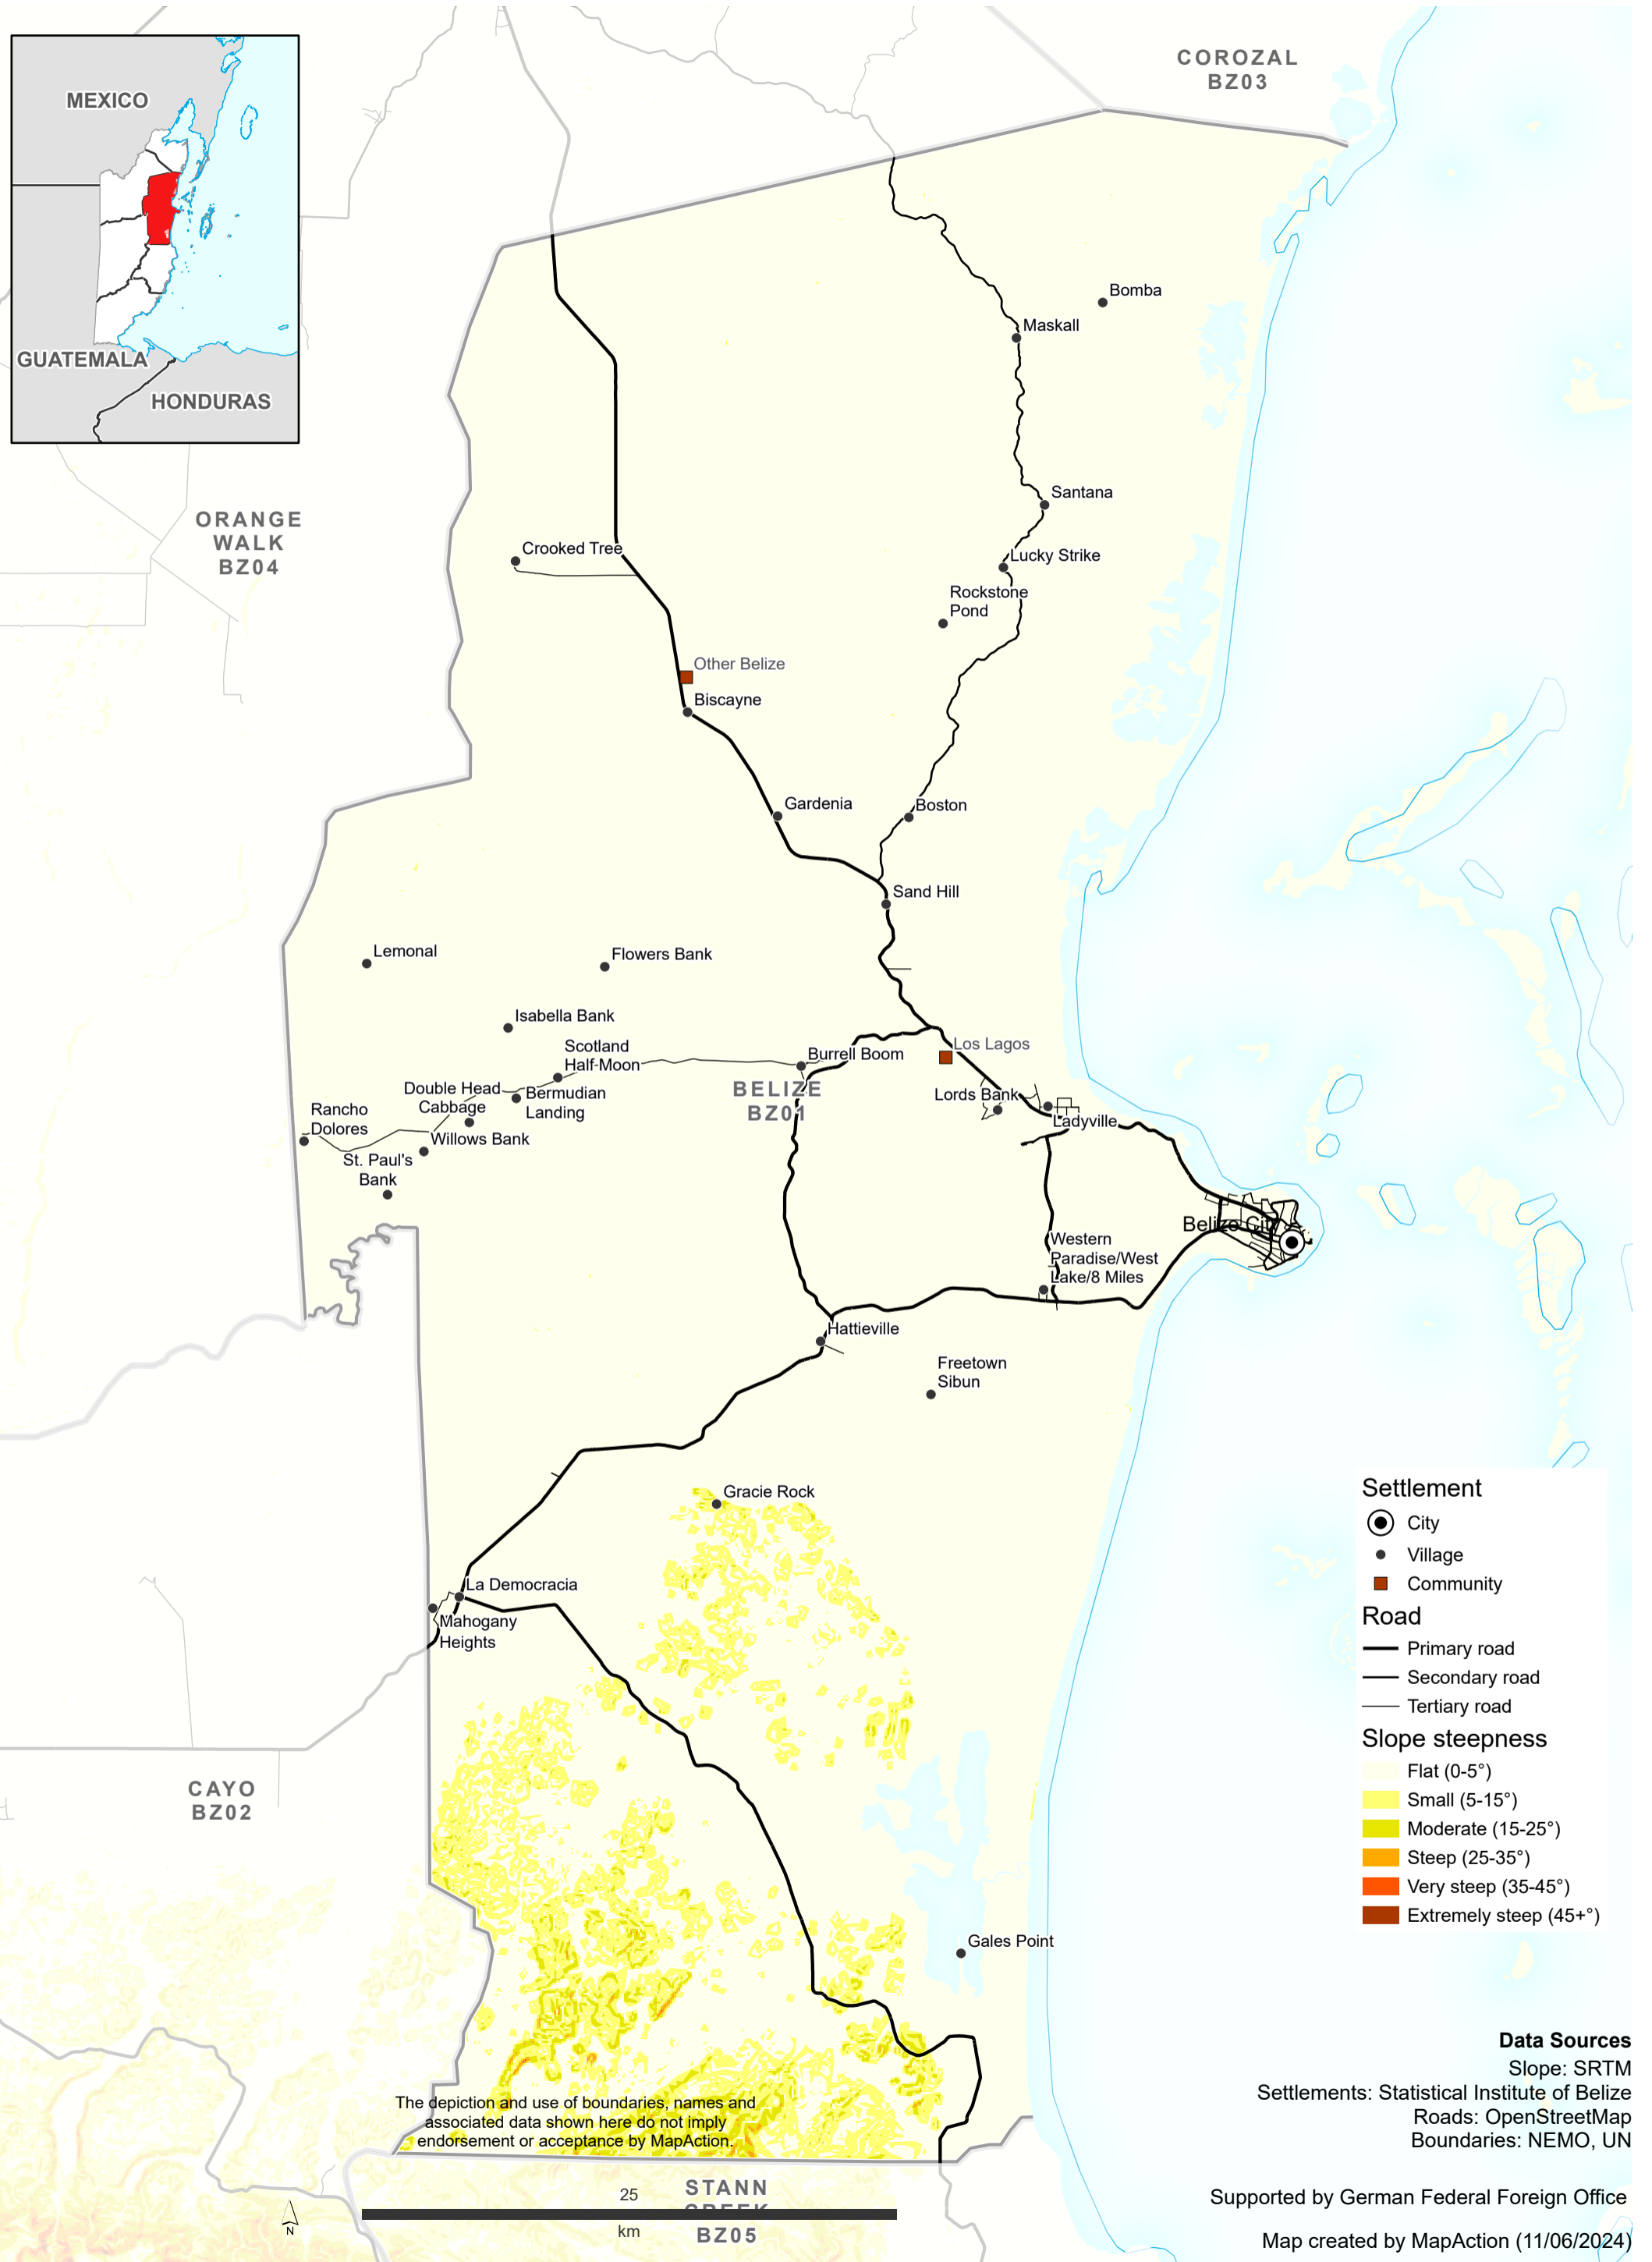 MEXICO
GUATEMALA
HONDURAS
COROZAL
BZ03
ORANGE
WALK
BZ04
Bomba
Maskall
Santana
Crooked Tree
Lucky Strike
Rockstone
Pond
Other Belize
Biscayne
Gardenia
Boston
Sand Hill
Lemonal
Flowers Bank
Isabella Bank
Scotland
Half-Moon
Burrell Boom
Los Lagos
BELIZE
BZ01
Double Head
Cabbage
Bermudian
Landing
Lords Bank
Ladyville
Rancho
Dolores
Willows Bank
St. Paul's
Bank
Belize City
Western
Paradise/West
Lake/8 Miles
Hattieville
Freetown
Sibun
Gracie Rock
La Democracia
Mahogany
Heights
CAYO
BZ02
Gales Point
Settlement
City
Village
Community
Road
Primary road
Secondary road
Tertiary road
Slope steepness
Flat (0-5°)
Small (5-15°)
Moderate (15-25°)
Steep (25-35°)
Very steep (35-45°)
Extremely steep (45+°)
The depiction and use of boundaries, names and
associated data shown here do not imply
endorsement or acceptance by MapAction.
STANN
CREEK
BZ05
25
km
N
Data Sources
Slope: SRTM
Settlements: Statistical Institute of Belize
Roads: OpenStreetMap
Boundaries: NEMO, UN
Supported by German Federal Foreign Office
Map created by MapAction (11/06/2024)